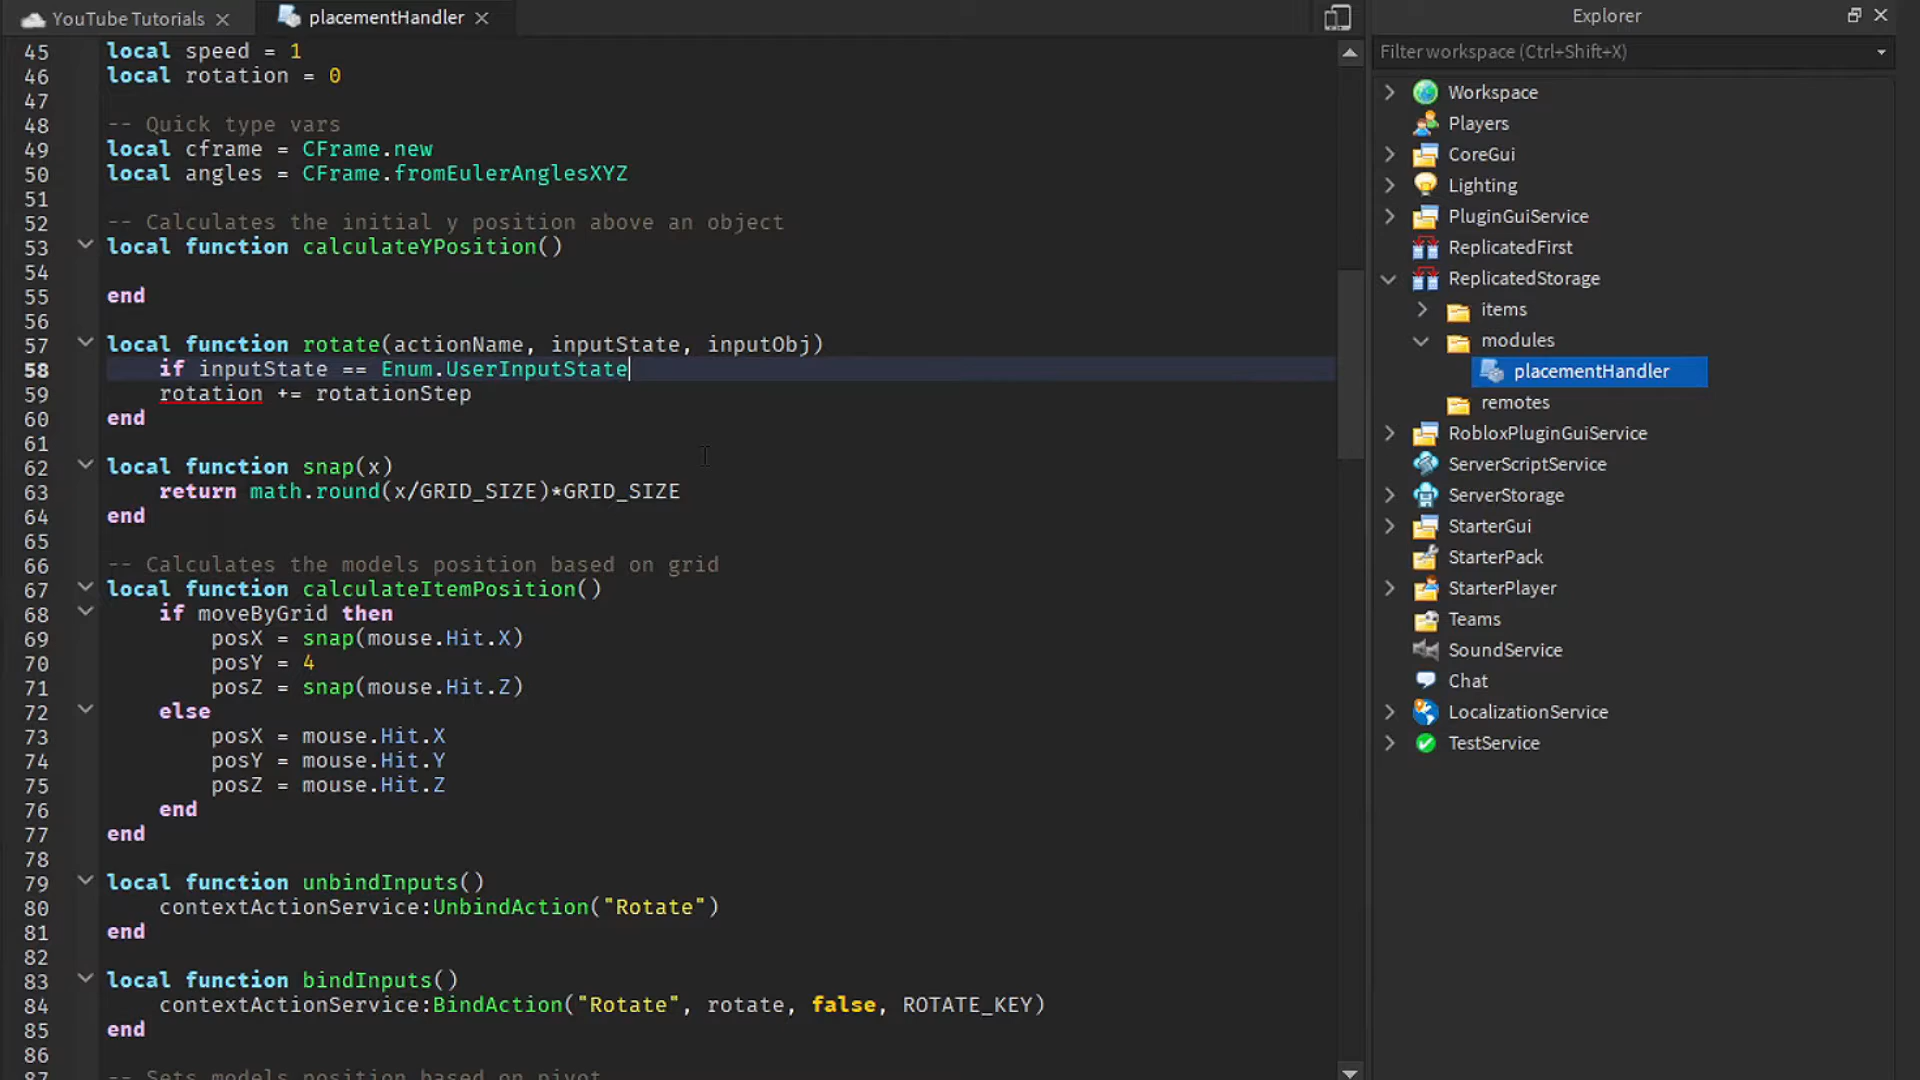 YouTube Tutorials
placementHandler
45 local speed = 1
46 local rotation = 0
47
48 -- Quick type vars
49 local cframe = CFrame.new
50 local angles = CFrame.fromEulerAnglesXYZ
51
52 -- Calculates the initial y position above an object
53 local function calculateYPosition()
54
55 end
56
57 local function rotate(actionName, inputState, inputObj)
58 if inputState == Enum.UserInputState
59 rotation += rotationStep
60 end
61
62 local function snap(x)
63 return math.round(x/GRID_SIZE)*GRID_SIZE
64 end
65
66 -- Calculates the models position based on grid
67 local function calculateItemPosition()
68 if moveByGrid then
69 posX = snap(mouse.Hit.X)
70 posY = 4
71 posZ = snap(mouse.Hit.Z)
72 else
73 posX = mouse.Hit.X
74 posY = mouse.Hit.Y
75 posZ = mouse.Hit.Z
76 end
77 end
78
79 local function unbindInputs()
80 contextActionService:UnbindAction("Rotate")
81 end
82
83 local function bindInputs()
84 contextActionService:BindAction("Rotate", rotate, false, ROTATE_KEY)
85 end
86
87 -- Sets models position based on pivot
Explorer
Filter workspace (Ctrl+Shift+X)
Workspace
Players
CoreGui
Lighting
PluginGuiService
ReplicatedFirst
ReplicatedStorage
items
modules
placementHandler
remotes
RobloxPluginGuiService
ServerScriptService
ServerStorage
StarterGui
StarterPack
StarterPlayer
Teams
SoundService
Chat
LocalizationService
TestService